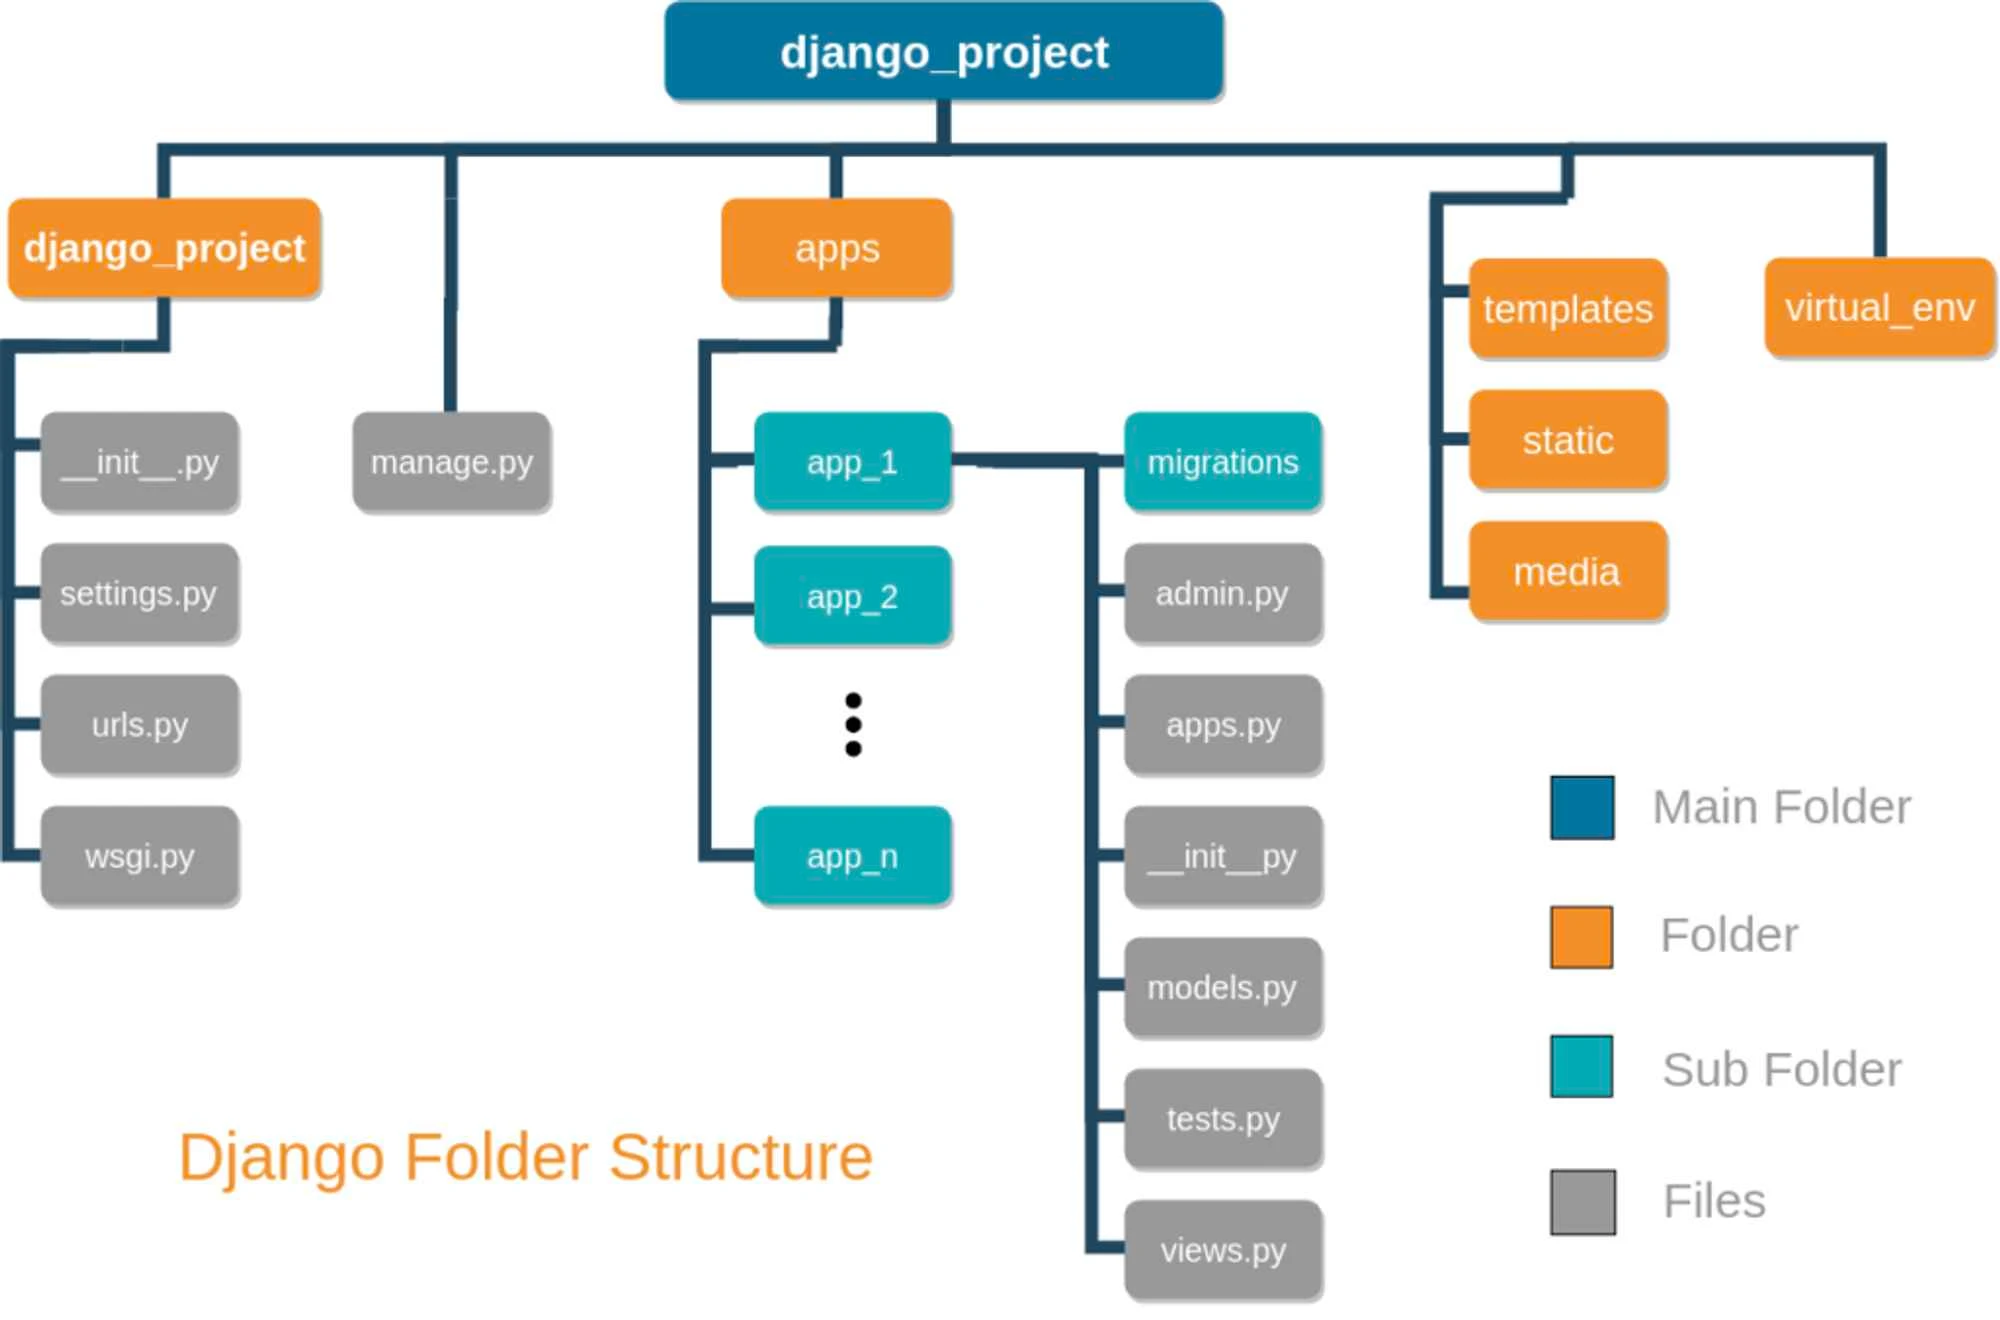 django_project
django_project
apps
templates
virtual_env
static
media
__init__.py
manage.py
app_1
migrations
settings.py
app_2
admin.py
urls.py
apps.py
wsgi.py
app_n
__init__py
models.py
tests.py
views.py
Main Folder
Folder
Sub Folder
Files
Django Folder Structure